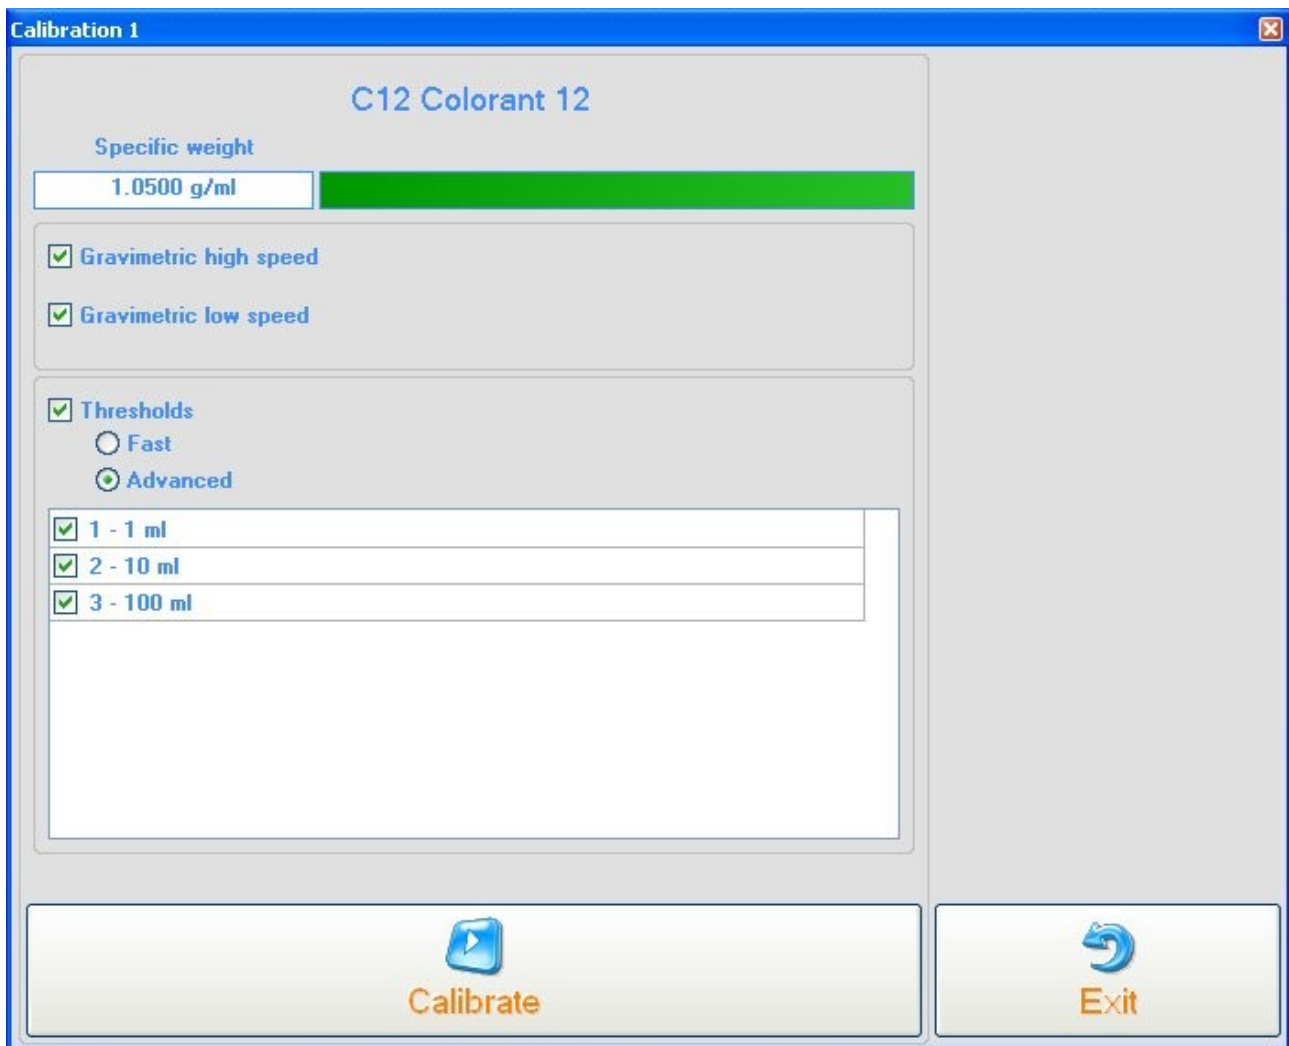 Calibration 1
C12 Colorant 12
Specific weight
1.0500 g/ml
Gravimetric high speed
Gravimetric low speed
Thresholds
Fast
Advanced
1 - 1 ml
2 - 10 ml
3 - 100 ml
Calibrate
Exit